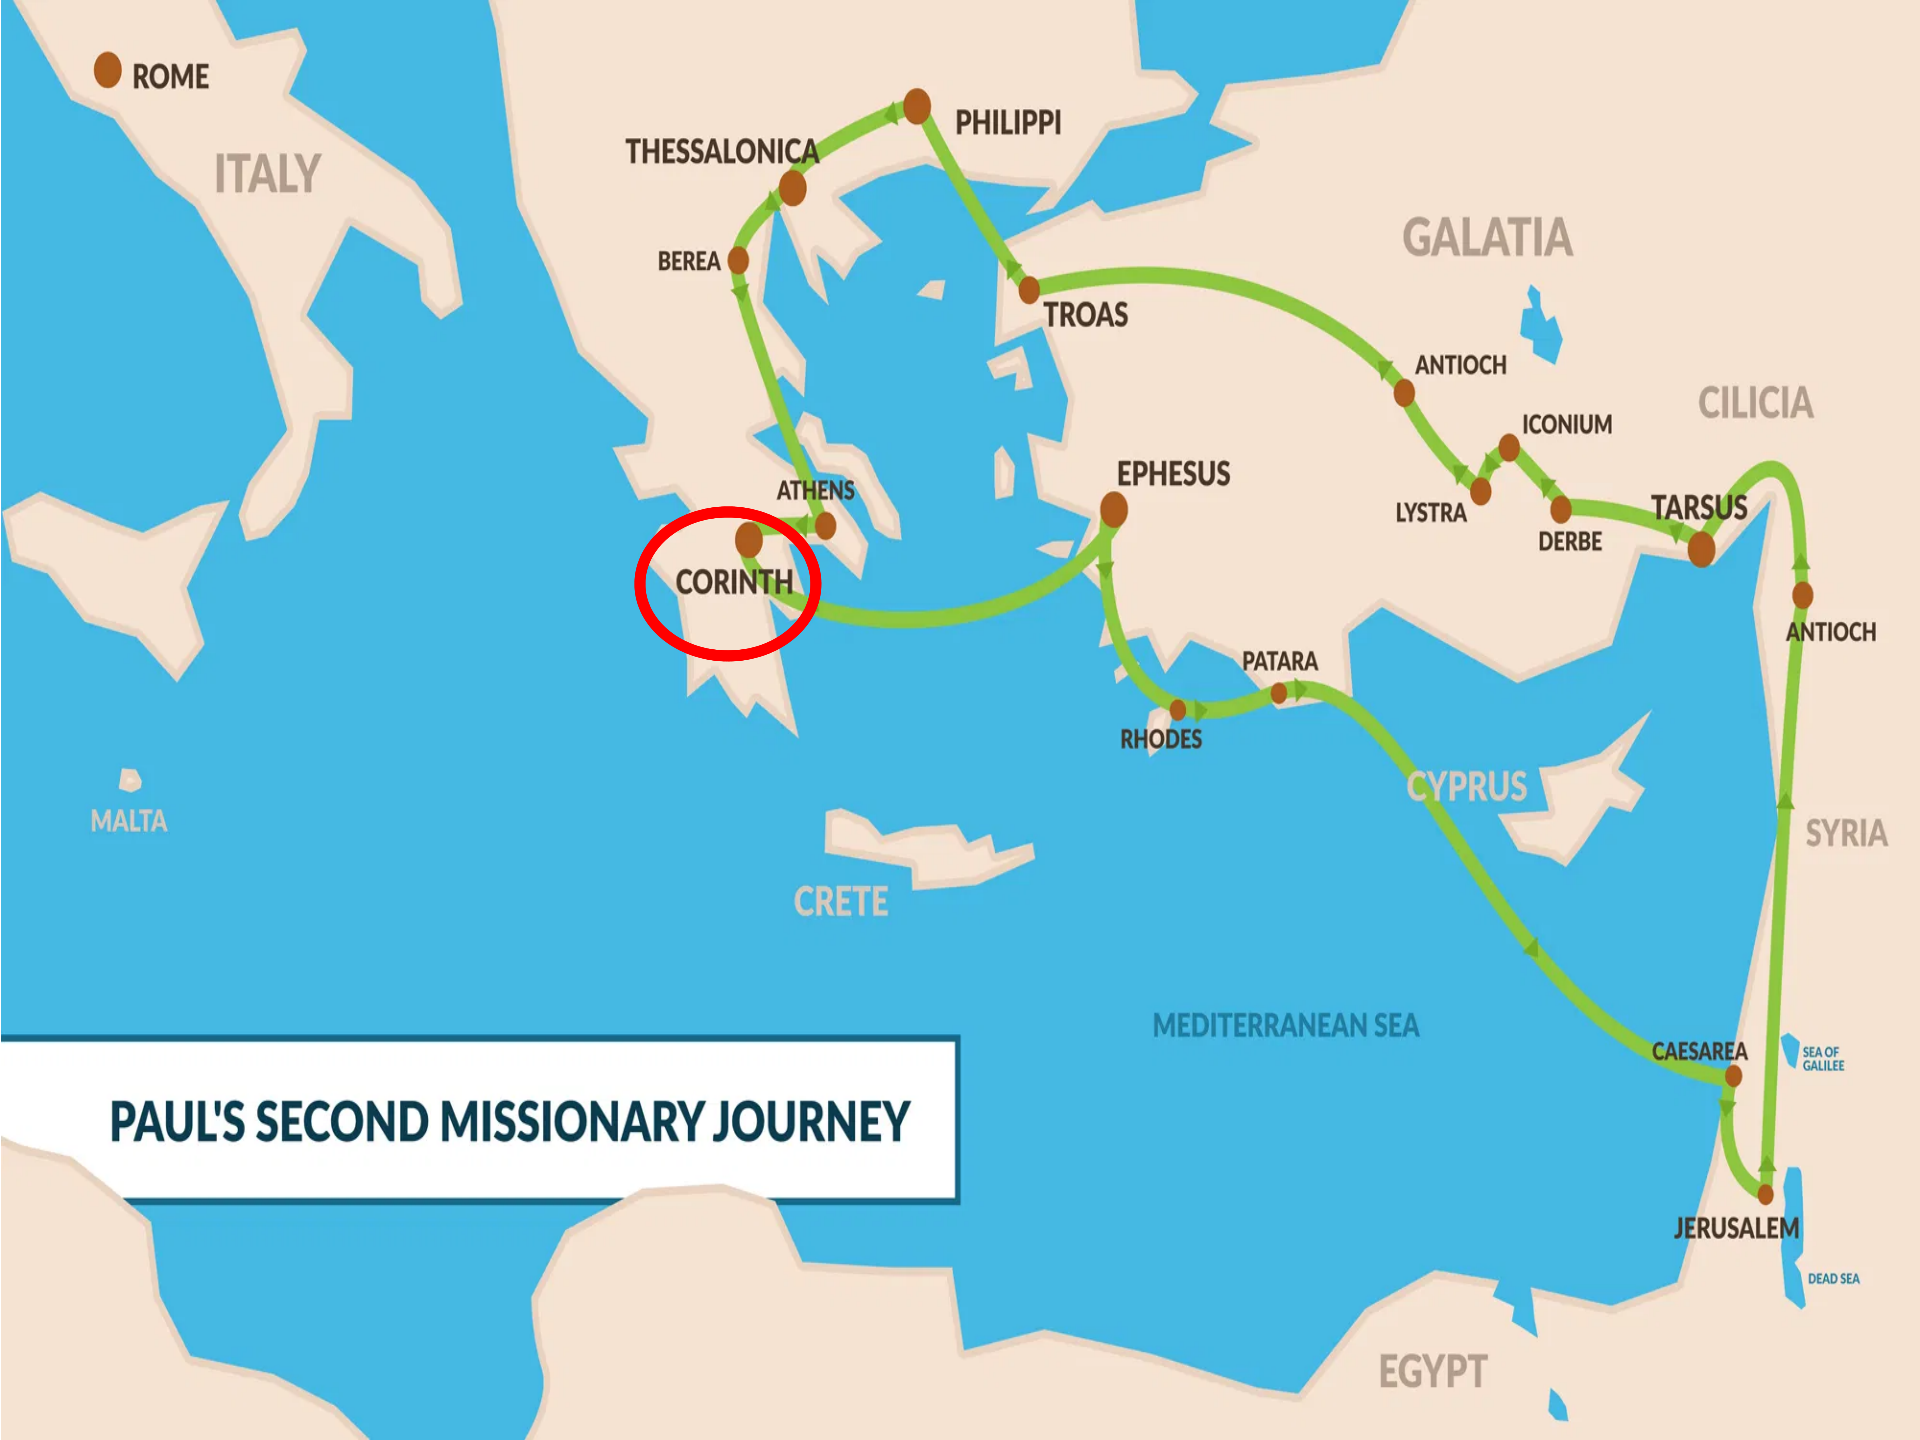 ROME
ITALY
PHILIPPI
THESSALONICA
BEREA
GALATIA
TROAS
ANTIOCH
CILICIA
ICONIUM
EPHESUS
ATHENS
LYSTRA
TARSUS
DERBE
CORINTH
ANTIOCH
PATARA
RHODES
CYPRUS
MALTA
SYRIA
CRETE
MEDITERRANEAN SEA
CAESAREA
SEA OF
GALILEE
PAUL'S SECOND MISSIONARY JOURNEY
JERUSALEM
DEAD SEA
EGYPT